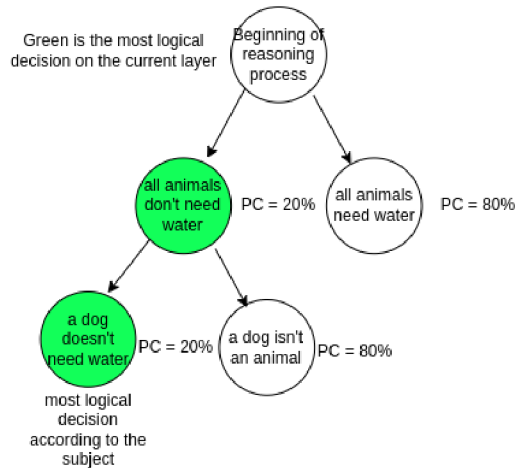 Green is the most logical
decision on the current layer
Beginning of
reasoning
process
all animals
don't need
water
PC = 20%
all animals
need water
PC = 80%
a dog
doesn't
need water
PC = 20%
a dog isn't
an animal
PC = 80%
most logical
decision
according to the
subject